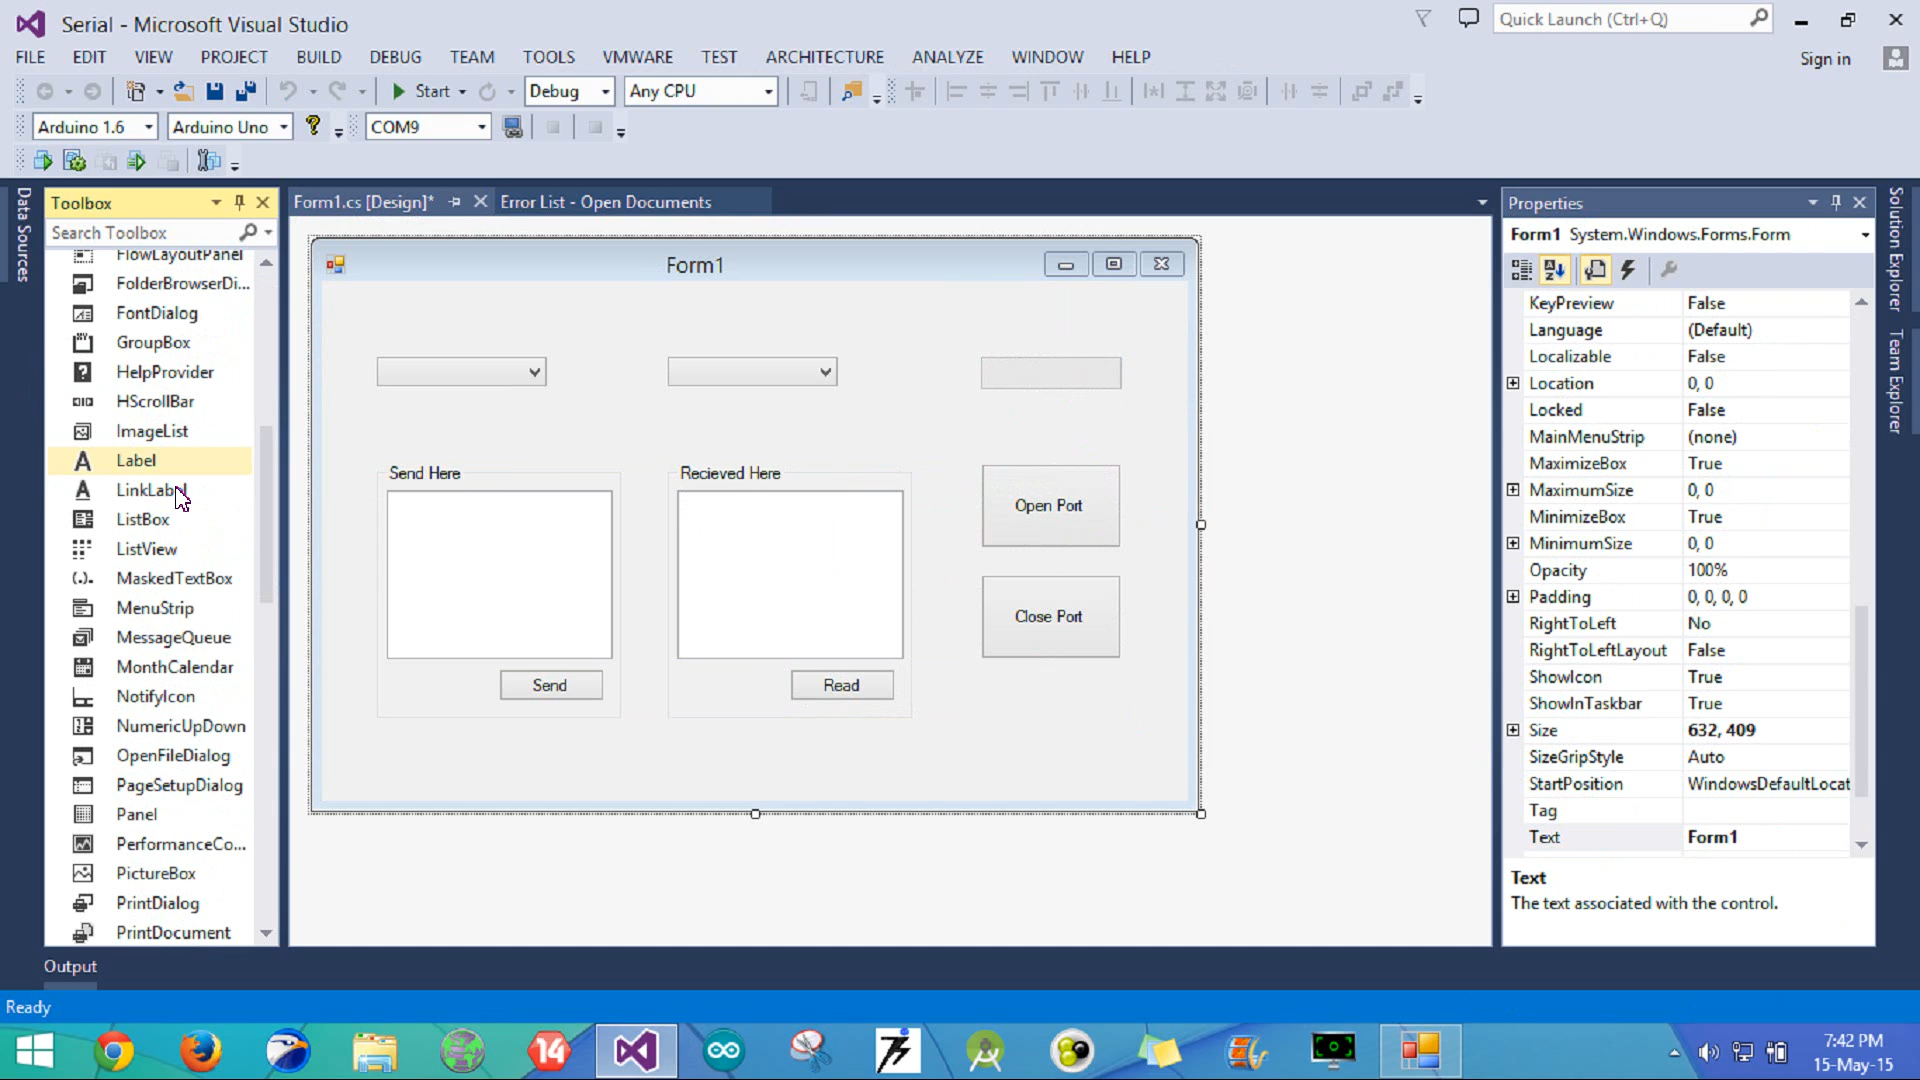 Serial - Microsoft Visual Studio
Quick Launch (Ctrl+Q)
FILE EDIT VIEW PROJECT BUILD DEBUG TEAM TOOLS VMWARE TEST ARCHITECTURE ANALYZE WINDOW HELP
Sign in
Start Debug Any CPU
Arduino 1.6 Arduino Uno COM9
Data Sources
Toolbox
Search Toolbox
FlowLayoutPanel
FolderBrowserDi...
FontDialog
GroupBox
HelpProvider
HScrollBar
ImageList
Label
LinkLabel
ListBox
ListView
MaskedTextBox
MenuStrip
MessageQueue
MonthCalendar
NotifyIcon
NumericUpDown
OpenFileDialog
PageSetupDialog
Panel
PerformanceCo...
PictureBox
PrintDialog
PrintDocument
Form1.cs [Design]* Error List - Open Documents
Form1
Send Here
Recieved Here
Open Port
Close Port
Send
Read
Properties
Form1 System.Windows.Forms.Form
KeyPreview False
Language (Default)
Localizable False
Location 0, 0
Locked False
MainMenuStrip (none)
MaximizeBox True
MaximumSize 0, 0
MinimizeBox True
MinimumSize 0, 0
Opacity 100%
Padding 0, 0, 0, 0
RightToLeft No
RightToLeftLayout False
ShowIcon True
ShowInTaskbar True
Size 632, 409
SizeGripStyle Auto
StartPosition WindowsDefaultLocat
Tag
Text Form1
Text
The text associated with the control.
Solution Explorer
Team Explorer
Output
Ready
14
7:42 PM
15-May-15